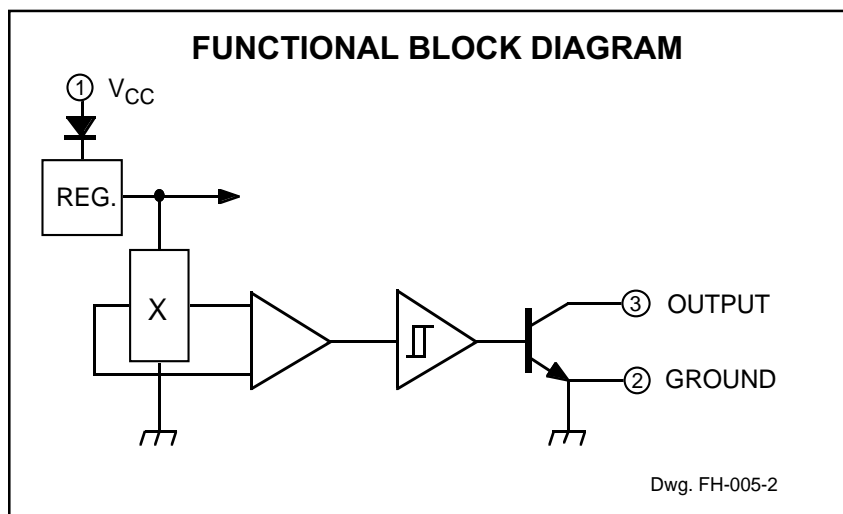 FUNCTIONAL BLOCK DIAGRAM
1 VCC
REG.
X
3 OUTPUT
2 GROUND
Dwg. FH-005-2